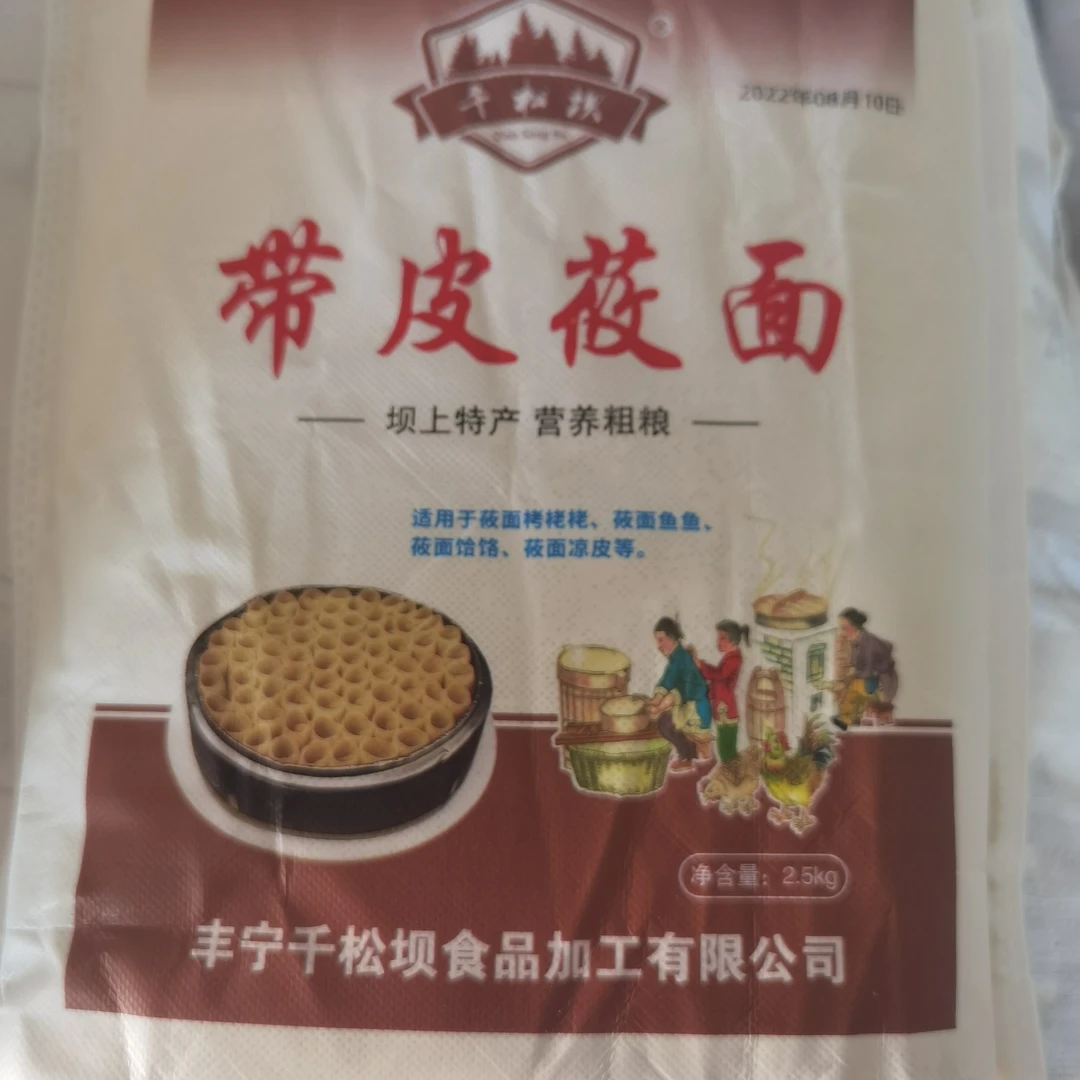 千松坝
2022年08月10日
带皮莜面
坝上特产 营养粗粮
适用于莜面栲栳栳、莜面鱼鱼、
莜面饸饹、莜面凉皮等。
净含量：2.5kg
丰宁千松坝食品加工有限公司